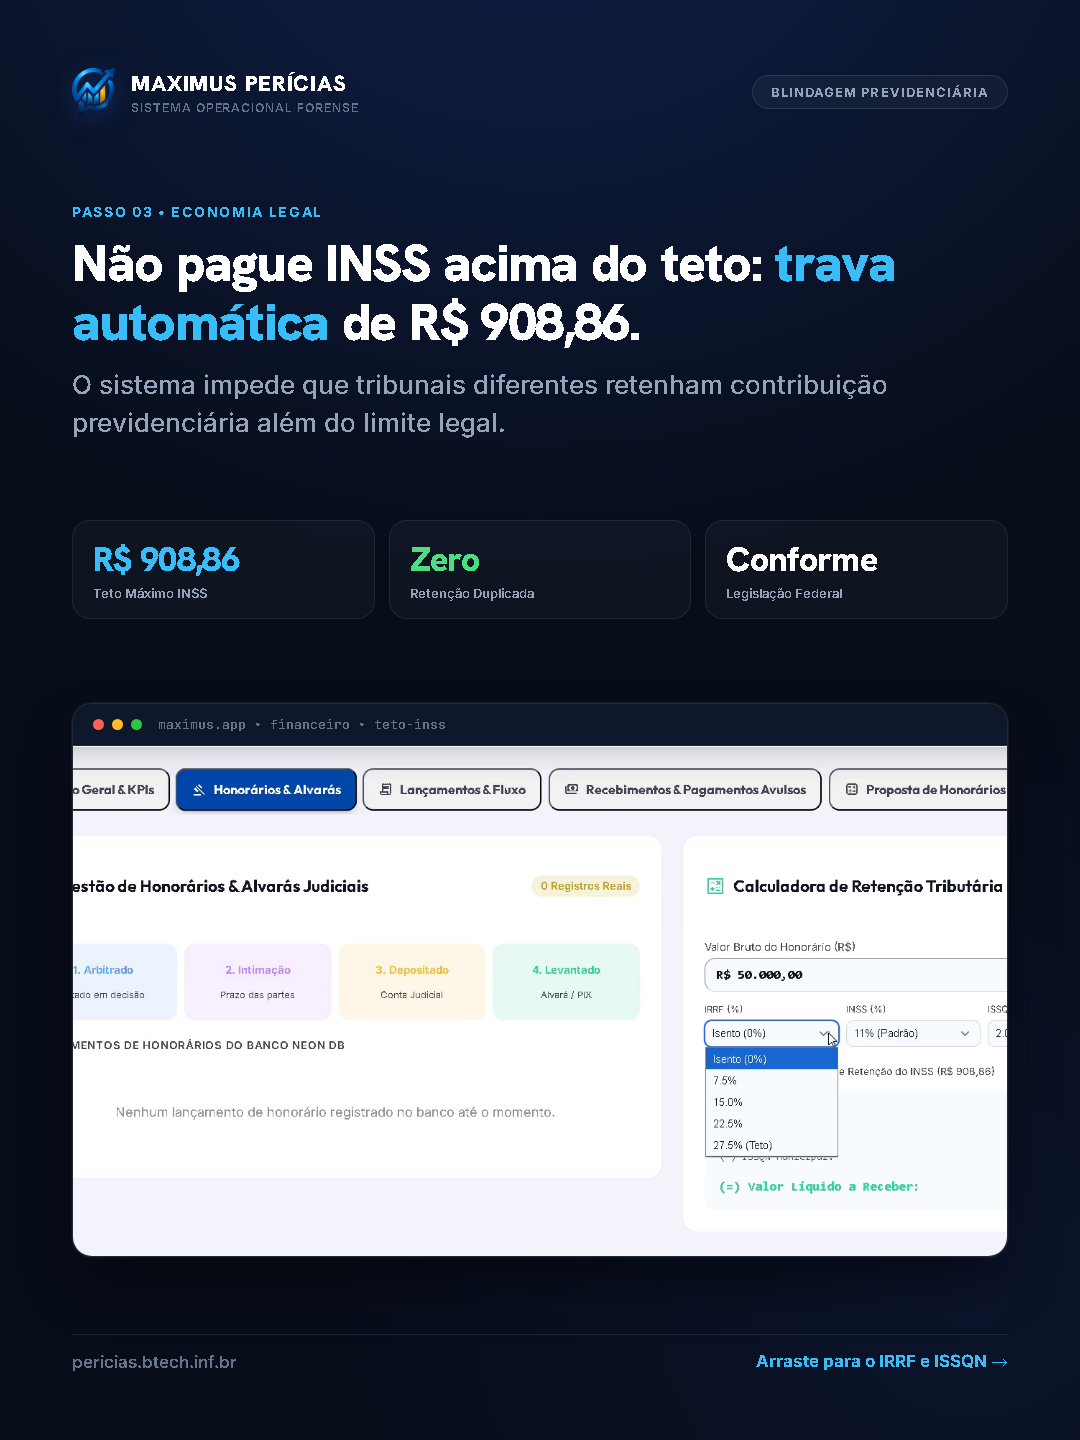 MAXIMUS PERÍCIAS
SISTEMA OPERACIONAL FORENSE
BLINDAGEM PREVIDENCIÁRIA
PASSO 03 • ECONOMIA LEGAL
Não pague INSS acima do teto: trava
automática de R$ 908,86.
O sistema impede que tribunais diferentes retenham contribuição
previdenciária além do limite legal.
R$ 908,86
Teto Máximo INSS
Zero
Retenção Duplicada
Conforme
Legislação Federal
maximus.app • financeiro • teto-inss
o Geral & KPIs
Honorários & Alvarás
Lançamentos & Fluxo
Recebimentos & Pagamentos Avulsos
Proposta de Honorários
estão de Honorários & Alvarás Judiciais
0 Registros Reais
1. Arbitrado
tado em decisão
2. Intimação
Prazo das partes
3. Depositado
Conta Judicial
4. Levantado
Alvará / PIX
MENTOS DE HONORÁRIOS DO BANCO NEON DB
Nenhum lançamento de honorário registrado no banco até o momento.
Calculadora de Retenção Tributária
Valor Bruto do Honorário (R$)
R$ 50.000,00
IRRF (%)
INSS (%)
ISSQ
Isento (0%)
11% (Padrão)
2.0
Isento (0%)
7.5%
15.0%
22.5%
27.5% (Teto)
e Retenção do INSS (R$ 908,86)
(=) Valor Líquido a Receber:
pericias.btech.inf.br
Arraste para o IRRF e ISSQN →